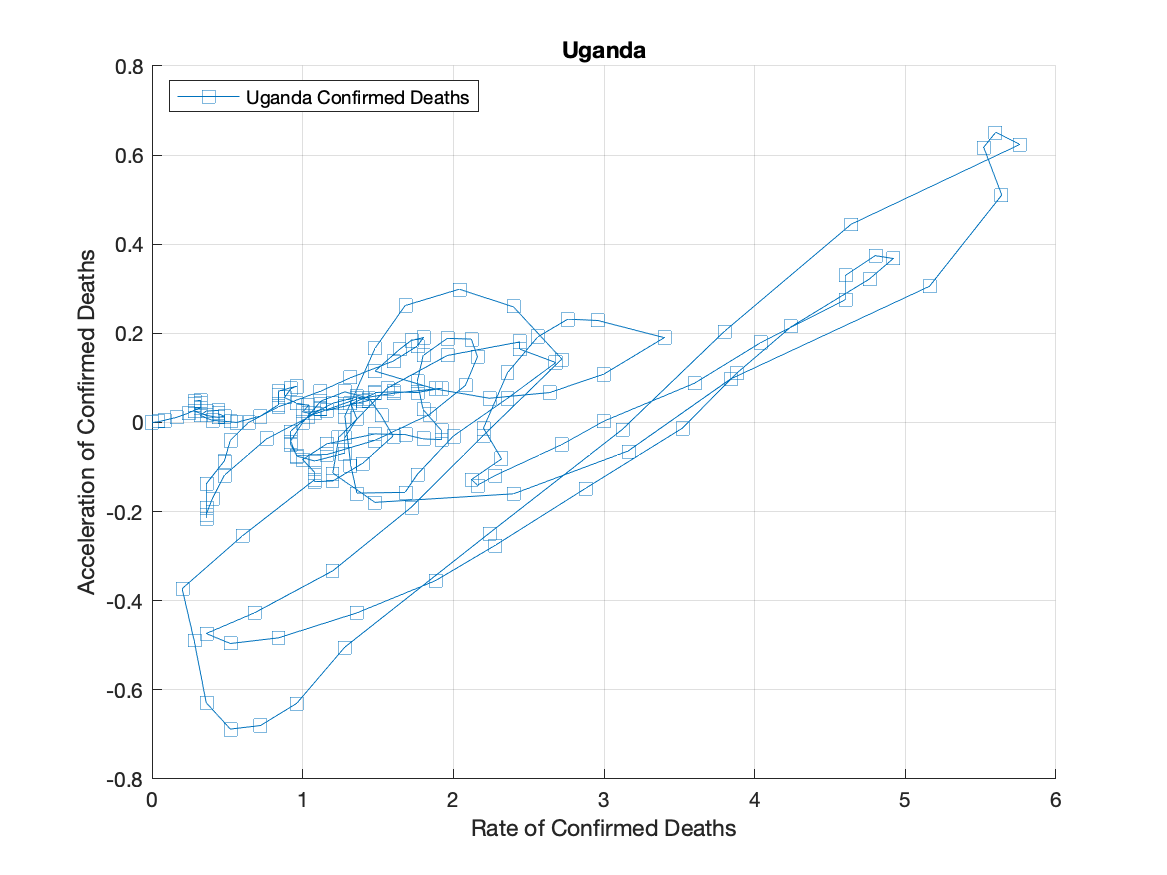 Uganda
Uganda Confirmed Deaths
0.8
0.6
0.4
0.2
0
-0.2
-0.4
-0.6
-0.8
Acceleration of Confirmed Deaths
0 1 2 3 4 5 6
Rate of Confirmed Deaths